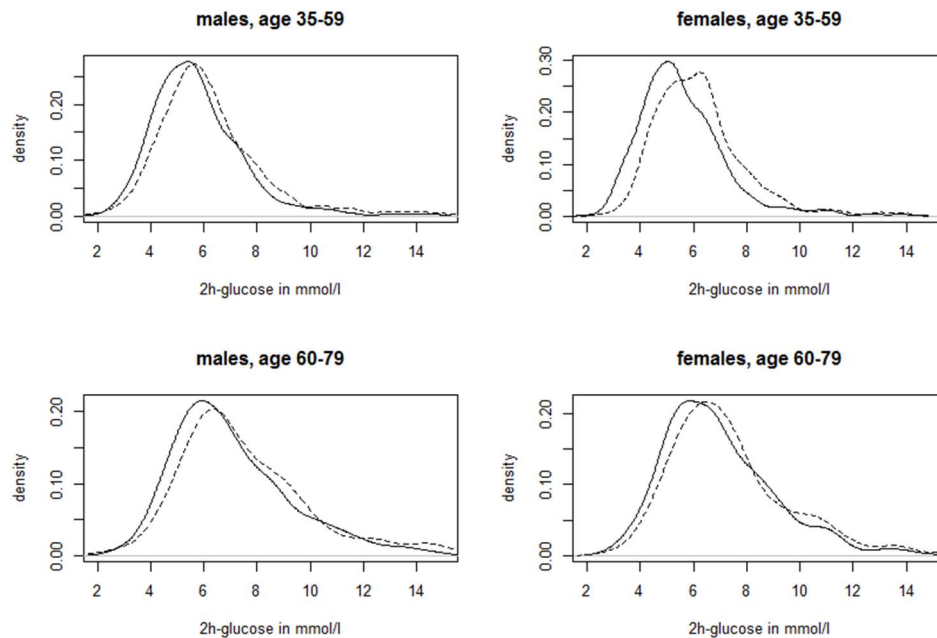 males, age 35-59
density
0.00 0.10 0.20
2 4 6 8 10 12 14
2h-glucose in mmol/l
females, age 35-59
density
0.00 0.10 0.20 0.30
2 4 6 8 10 12 14
2h-glucose in mmol/l
males, age 60-79
density
0.00 0.10 0.20
2 4 6 8 10 12 14
2h-glucose in mmol/l
females, age 60-79
density
0.00 0.10 0.20
2 4 6 8 10 12 14
2h-glucose in mmol/l